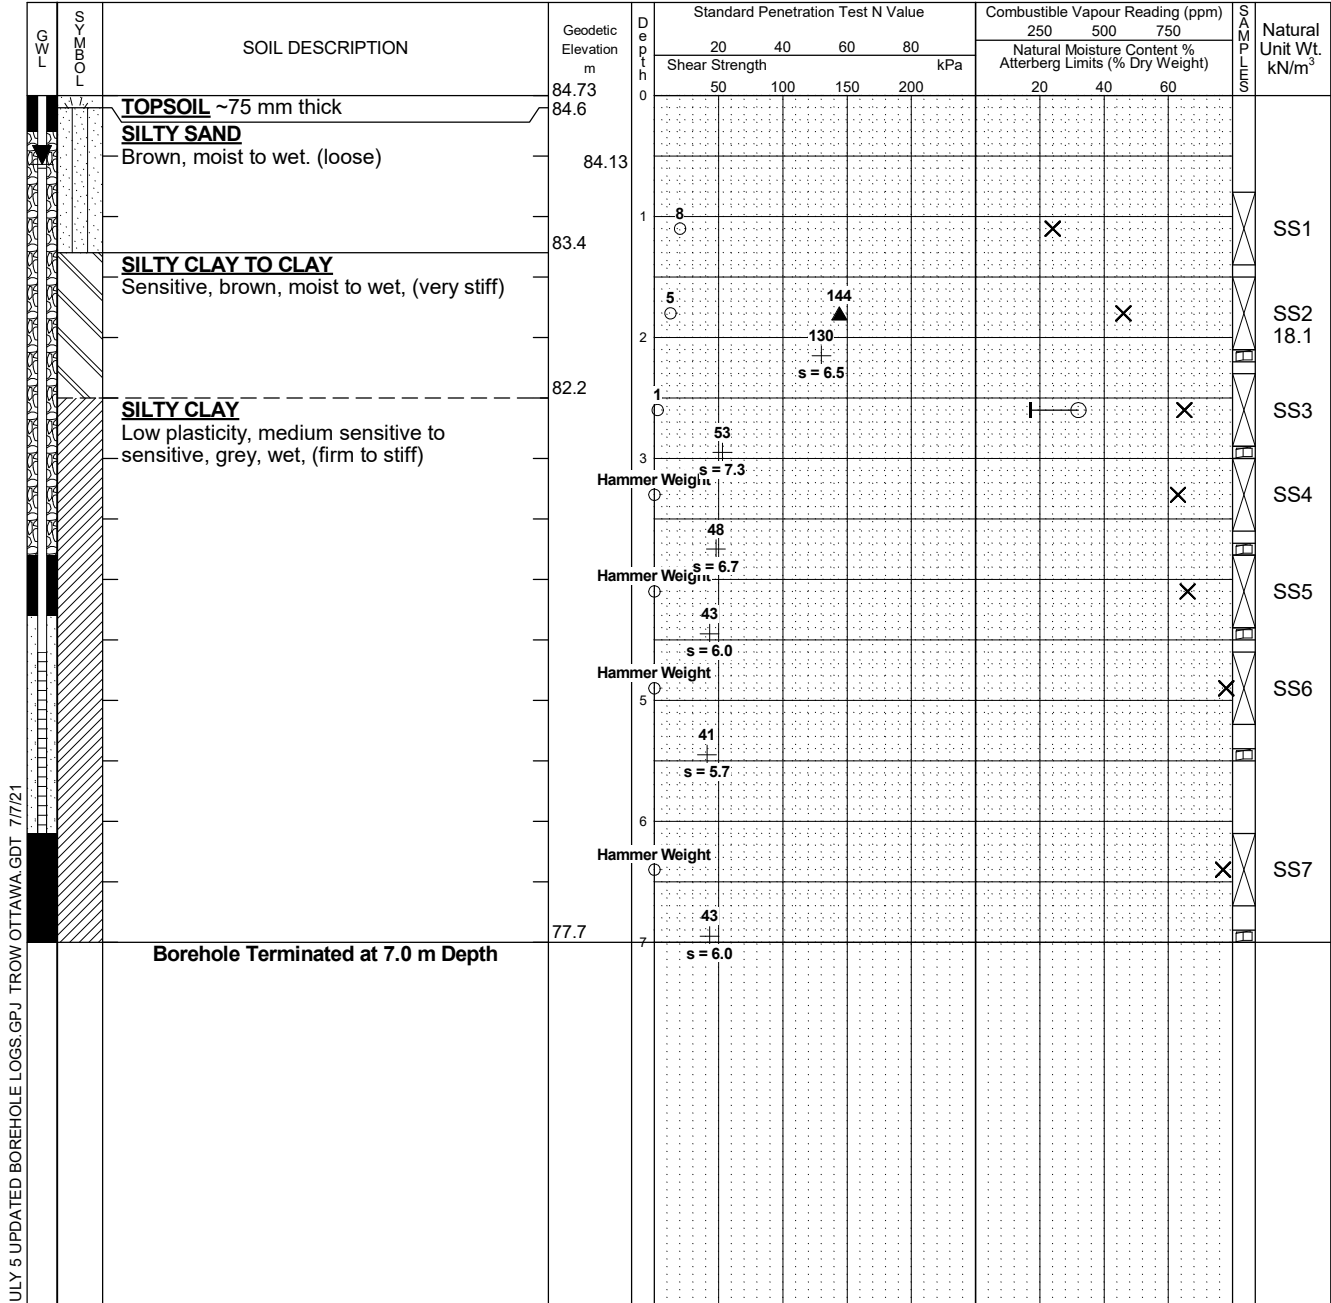 GWL
SYMBOL
SOIL DESCRIPTION
Geodetic
Elevation
m
84.73
Depth
Standard Penetration Test N Value
20 40 60 80
Shear Strength kPa
50 100 150 200
Combustible Vapour Reading (ppm)
250 500 750
Natural Moisture Content %
Atterberg Limits (% Dry Weight)
20 40 60
SAMPLES
Natural
Unit Wt.
kN/m³
0
TOPSOIL ~75 mm thick
84.6
SILTY SAND
Brown, moist to wet. (loose)
84.13
1
8
SS1
83.4
SILTY CLAY TO CLAY
Sensitive, brown, moist to wet, (very stiff)
5
144
SS2
18.1
2
130
s = 6.5
82.2
SILTY CLAY
Low plasticity, medium sensitive to
sensitive, grey, wet, (firm to stiff)
1
SS3
53
3
s = 7.3
Hammer Weight
SS4
48
s = 6.7
Hammer Weight
SS5
43
s = 6.0
Hammer Weight
SS6
5
41
s = 5.7
6
Hammer Weight
SS7
43
77.7
7
s = 6.0
Borehole Terminated at 7.0 m Depth
ULY 5 UPDATED BOREHOLE LOGS.GPJ TROW OTTAWA.GDT 7/7/21